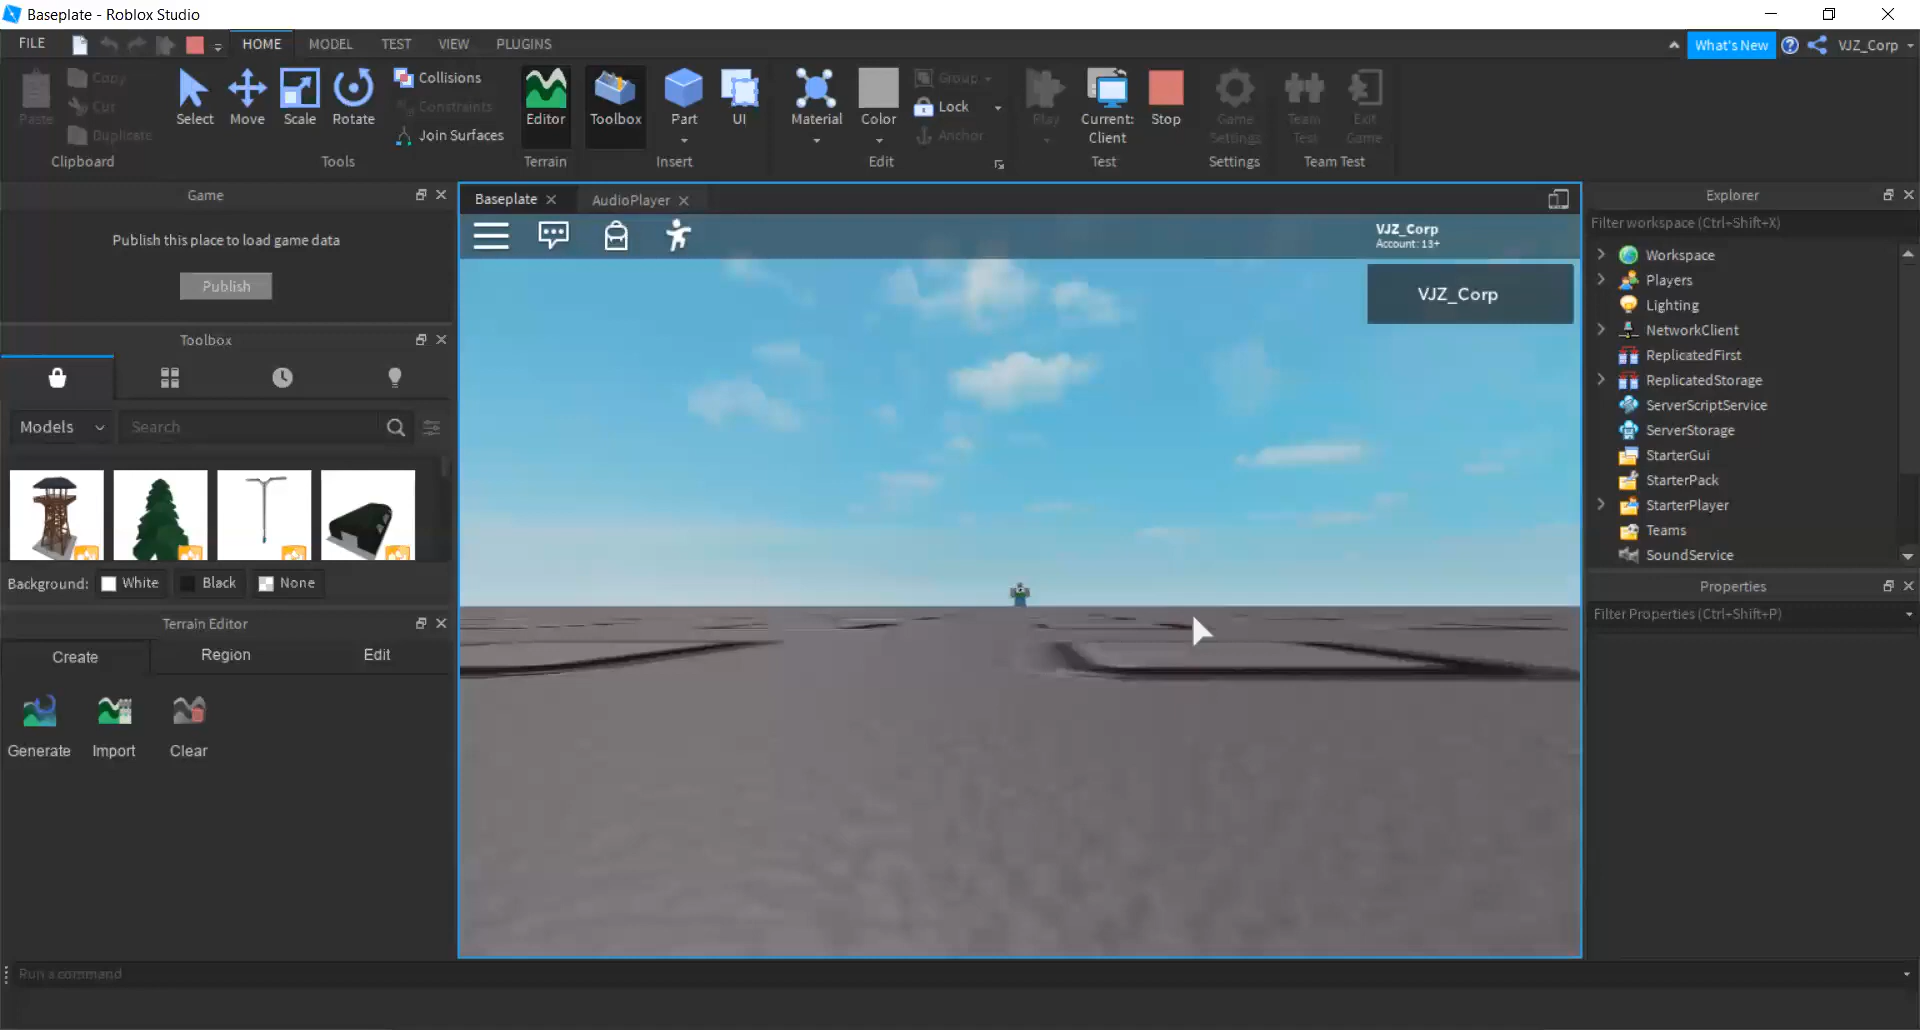 Baseplate - Roblox Studio
FILE
HOME
MODEL
TEST
VIEW
PLUGINS
What's New
VJZ_Corp
Paste
Copy
Cut
Duplicate
Clipboard
Select
Move
Scale
Rotate
Collisions
Constraints
Join Surfaces
Tools
Editor
Terrain
Toolbox
Part
UI
Insert
Material
Color
Group
Lock
Anchor
Edit
Play
Current:
Client
Stop
Test
Game
Settings
Settings
Team
Test
Exit
Game
Team Test
Game
Publish this place to load game data
Publish
Toolbox
Models
Search
Background:
White
Black
None
Terrain Editor
Create
Region
Edit
Generate
Import
Clear
Baseplate
AudioPlayer
VJZ_Corp
Account: 13+
VJZ_Corp
Explorer
Filter workspace (Ctrl+Shift+X)
Workspace
Players
Lighting
NetworkClient
ReplicatedFirst
ReplicatedStorage
ServerScriptService
ServerStorage
StarterGui
StarterPack
StarterPlayer
Teams
SoundService
Properties
Filter Properties (Ctrl+Shift+P)
Run a command